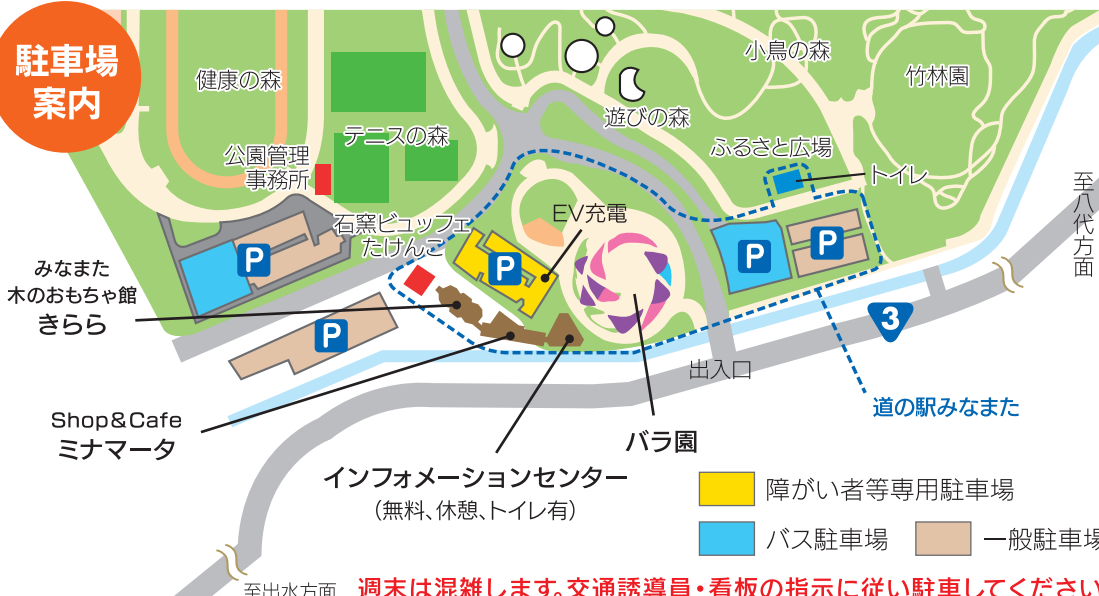 駐車場
案内
健康の森
テニスの森
公園管理
事務所
小鳥の森
竹林園
遊びの森
ふるさと広場
トイレ
至八代方面
石窯ビュッフェ
たけんこ
EV充電
P
P
P
P
P
みなまた
木のおもちゃ館
きらら
3
出入口
道の駅みなまた
Shop&Cafe
ミナマータ
バラ園
インフォメーションセンター
(無料、休憩、トイレ有)
障がい者等専用駐車場
バス駐車場
一般駐車場
至出水方面
週末は混雑します。交通誘導員・看板の指示に従い駐車してください